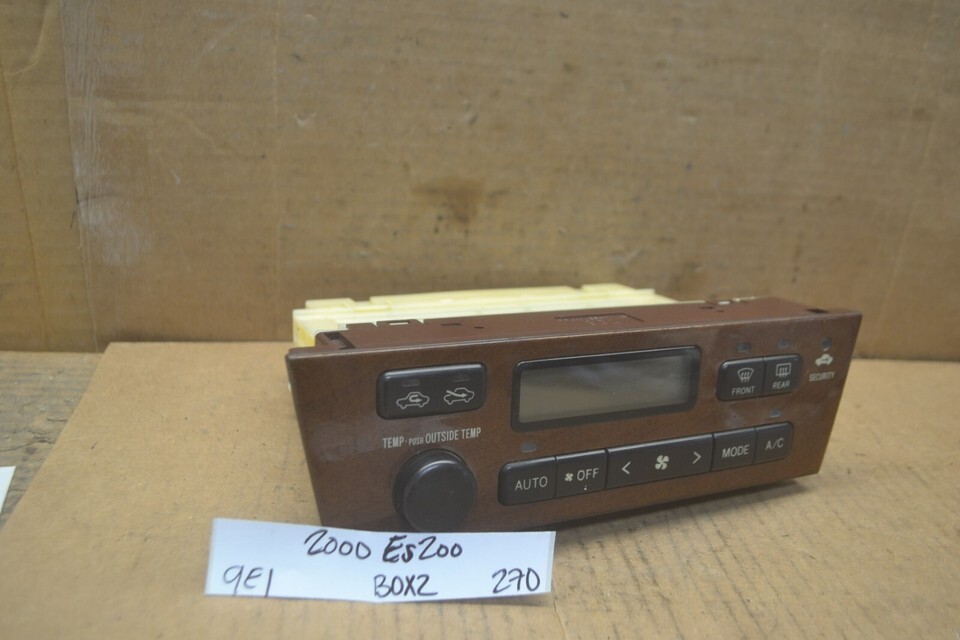 FRONT
REAR
SECURITY
TEMP·PUSH OUTSIDE TEMP
AUTO
OFF
< >
MODE
A/C
2000 ES200
9E1 BOX2 270